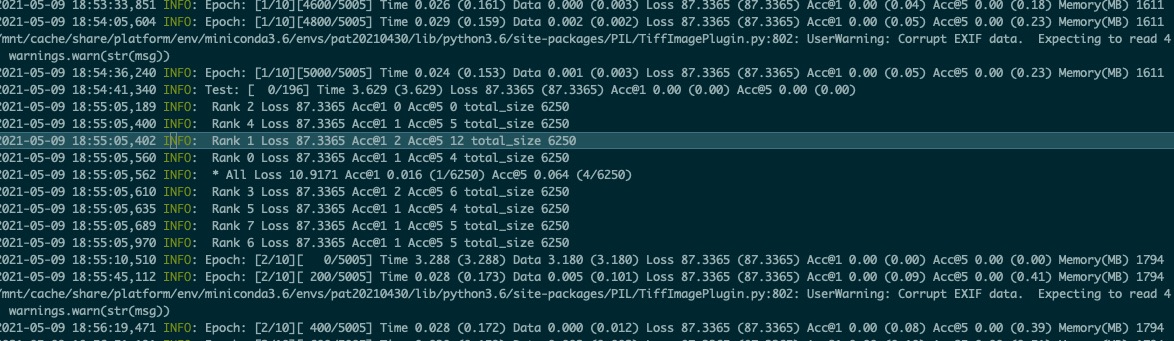 2021-05-09 18:53:33,851 INFO: Epoch: [1/10][4600/5005] Time 0.026 (0.161) Data 0.000 (0.003) Loss 87.3365 (87.3365) Acc@1 0.00 (0.04) Acc@5 0.00 (0.18) Memory(MB) 1611
2021-05-09 18:54:05,604 INFO: Epoch: [1/10][4800/5005] Time 0.029 (0.159) Data 0.002 (0.002) Loss 87.3365 (87.3365) Acc@1 0.00 (0.05) Acc@5 0.00 (0.23) Memory(MB) 1611
/mnt/cache/share/platform/env/miniconda3.6/envs/pat20210430/lib/python3.6/site-packages/PIL/TiffImagePlugin.py:802: UserWarning: Corrupt EXIF data.  Expecting to read 4
warnings.warn(str(msg))
2021-05-09 18:54:36,240 INFO: Epoch: [1/10][5000/5005] Time 0.024 (0.153) Data 0.001 (0.003) Loss 87.3365 (87.3365) Acc@1 0.00 (0.05) Acc@5 0.00 (0.23) Memory(MB) 1611
2021-05-09 18:54:41,340 INFO: Test: [  0/196] Time 3.629 (3.629) Loss 87.3365 (87.3365) Acc@1 0.00 (0.00) Acc@5 0.00 (0.00)
2021-05-09 18:55:05,189 INFO:  Rank 2 Loss 87.3365 Acc@1 0 Acc@5 0 total_size 6250
2021-05-09 18:55:05,400 INFO:  Rank 4 Loss 87.3365 Acc@1 1 Acc@5 5 total_size 6250
2021-05-09 18:55:05,402 INFO:  Rank 1 Loss 87.3365 Acc@1 2 Acc@5 12 total_size 6250
2021-05-09 18:55:05,560 INFO:  Rank 0 Loss 87.3365 Acc@1 1 Acc@5 4 total_size 6250
2021-05-09 18:55:05,562 INFO:  * All Loss 10.9171 Acc@1 0.016 (1/6250) Acc@5 0.064 (4/6250)
2021-05-09 18:55:05,610 INFO:  Rank 3 Loss 87.3365 Acc@1 2 Acc@5 6 total_size 6250
2021-05-09 18:55:05,635 INFO:  Rank 5 Loss 87.3365 Acc@1 1 Acc@5 4 total_size 6250
2021-05-09 18:55:05,689 INFO:  Rank 7 Loss 87.3365 Acc@1 1 Acc@5 5 total_size 6250
2021-05-09 18:55:05,970 INFO:  Rank 6 Loss 87.3365 Acc@1 1 Acc@5 5 total_size 6250
2021-05-09 18:55:10,510 INFO: Epoch: [2/10][   0/5005] Time 3.288 (3.288) Data 3.180 (3.180) Loss 87.3365 (87.3365) Acc@1 0.00 (0.00) Acc@5 0.00 (0.00) Memory(MB) 1794
2021-05-09 18:55:45,112 INFO: Epoch: [2/10][ 200/5005] Time 0.028 (0.173) Data 0.005 (0.101) Loss 87.3365 (87.3365) Acc@1 0.00 (0.09) Acc@5 0.00 (0.41) Memory(MB) 1794
/mnt/cache/share/platform/env/miniconda3.6/envs/pat20210430/lib/python3.6/site-packages/PIL/TiffImagePlugin.py:802: UserWarning: Corrupt EXIF data.  Expecting to read 4
warnings.warn(str(msg))
2021-05-09 18:56:19,471 INFO: Epoch: [2/10][ 400/5005] Time 0.028 (0.172) Data 0.000 (0.012) Loss 87.3365 (87.3365) Acc@1 0.00 (0.08) Acc@5 0.00 (0.39) Memory(MB) 1794